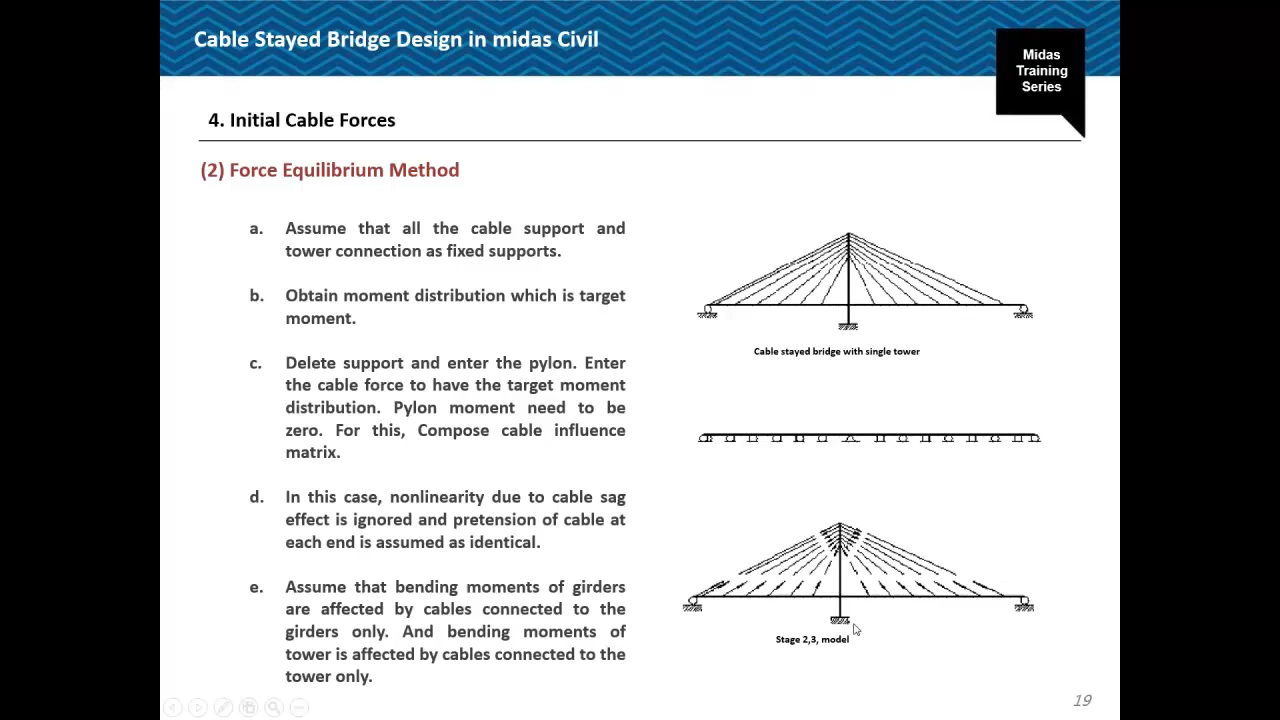 Cable Stayed Bridge Design in midas Civil
Midas
Training
Series
4. Initial Cable Forces
(2) Force Equilibrium Method
a. Assume that all the cable support and
tower connection as fixed supports.
b. Obtain moment distribution which is target
moment.
c. Delete support and enter the pylon. Enter
the cable force to have the target moment
distribution. Pylon moment need to be
zero. For this, Compose cable influence
matrix.
d. In this case, nonlinearity due to cable sag
effect is ignored and pretension of cable at
each end is assumed as identical.
e. Assume that bending moments of girders
are affected by cables connected to the
girders only. And bending moments of
tower is affected by cables connected to the
tower only.
Cable stayed bridge with single tower
Stage 2,3, model
19